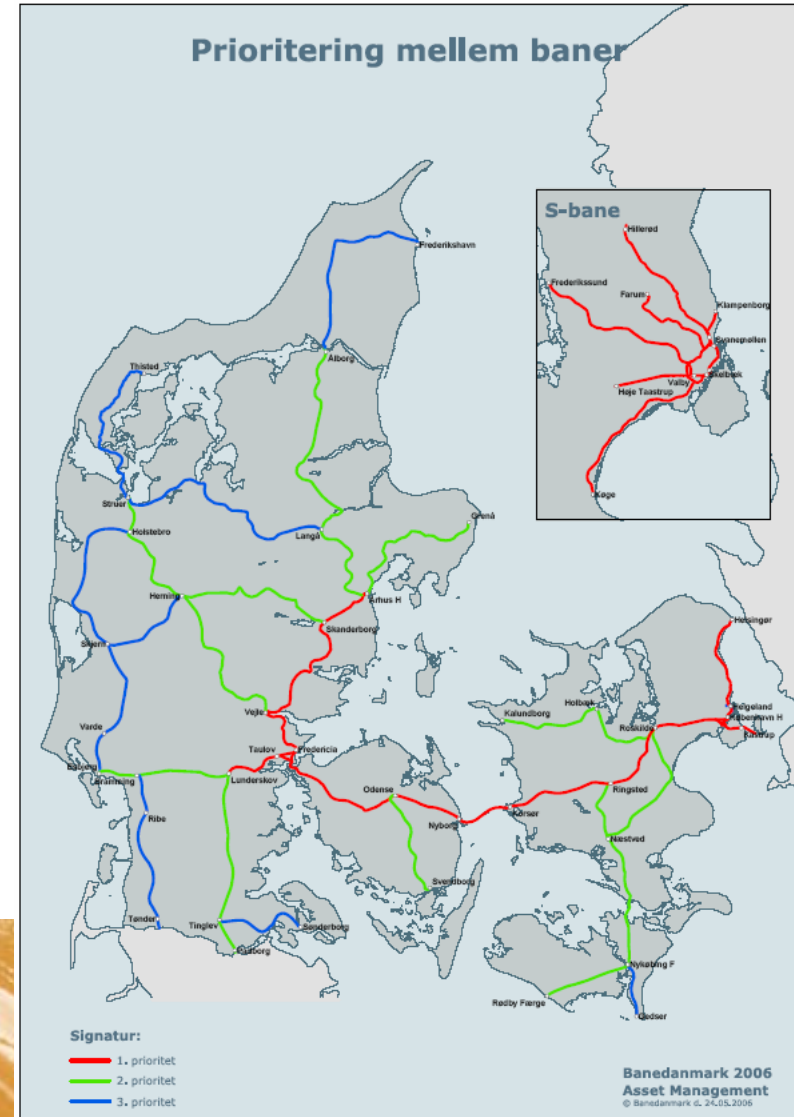 Prioritering mellem baner
S-bane
Hillerød
Frederikssund
Farum
Klampenborg
Svanemøllen
Skelbæk
Valby
Høje Taastrup
Køge
Frederikshavn
Ålborg
Thisted
Struer
Holstebro
Langå
Grenå
Herning
Århus H
Skanderborg
Skjern
Helsingør
Vejle
Kalundborg
Holbæk
Helgoland
København H
Kastrup
Roskilde
Varde
Taulov
Fredericia
Esbjerg
Bramming
Lunderskov
Odense
Ringsted
Nyborg
Korsør
Ribe
Næstved
Svendborg
Tønder
Tinglev
Sønderborg
Padborg
Nykøbing F
Rødby Færge
Gedser
Signatur:
1. prioritet
2. prioritet
3. prioritet
Banedanmark 2006
Asset Management
© Banedanmark d. 24.05.2006